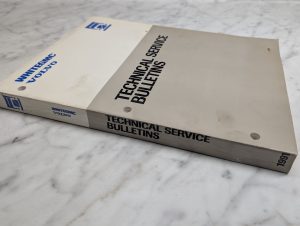 WHITEGMC
VOLVO
TECHNICAL SERVICE
BULLETINS
WHITEGMC
VOLVO
TECHNICAL SERVICE
BULLETINS
1991